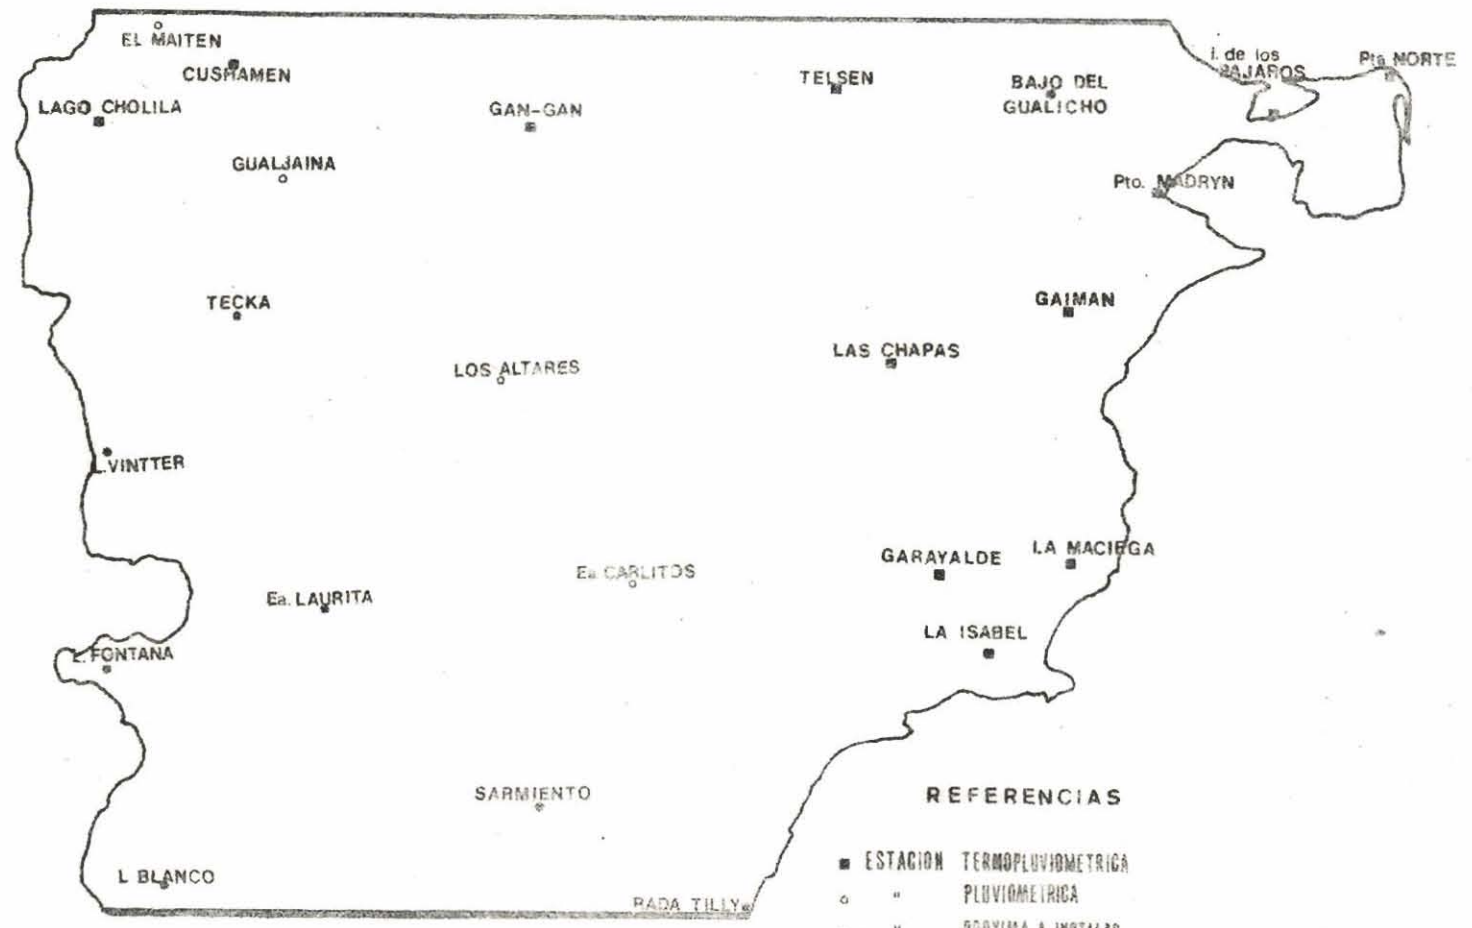 EL MAITEN
CUSHAMEN
LAGO CHOLILA
GUALJAINA
GAN-GAN
TELSEN
BAJO DEL
GUALICHO
I. de los
PAJAROS
Pta NORTE
Pto. MADRYN
TECKA
LOS ALTARES
GAIMAN
LAS CHAPAS
L.VINTTER
Ea. CARLITOS
GARAYALDE
LA MACIEGA
Ea. LAURITA
LA ISABEL
L. FONTANA
SARMIENTO
L BLANCO
RADA TILLY
REFERENCIAS
ESTACION TERMOPLUVIOMETRICA
" PLUVIOMETRICA
" PROXIMA A INSTALAR